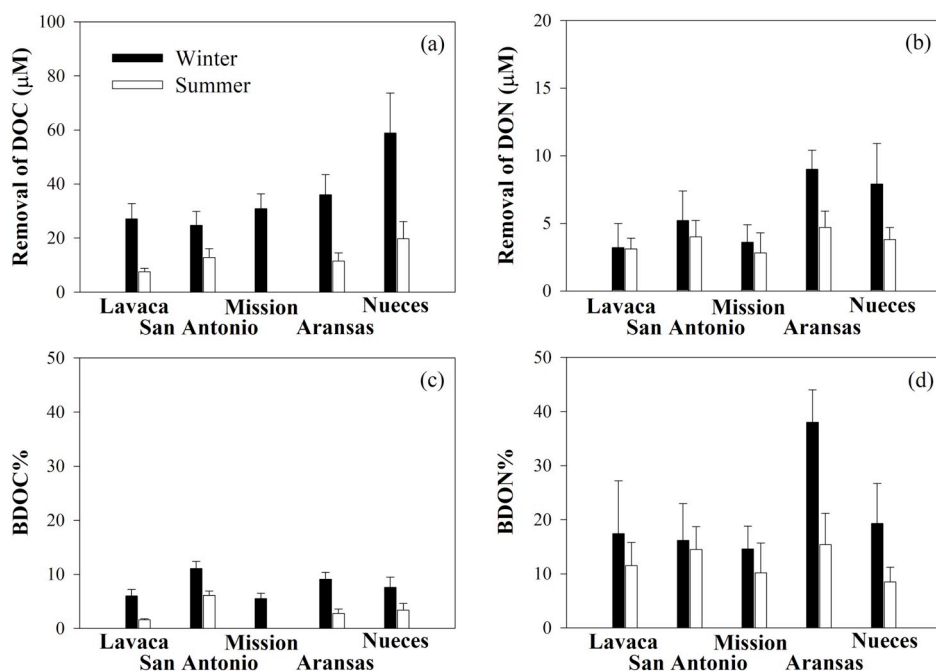 (a)
Winter
Summer
Removal of DOC (μM)
100
80
60
40
20
0
Lavaca
Mission
Nueces
San Antonio
Aransas
(b)
Removal of DON (μM)
20
15
10
5
0
Lavaca
Mission
Nueces
San Antonio
Aransas
(c)
BDOC%
50
40
30
20
10
0
Lavaca
Mission
Nueces
San Antonio
Aransas
(d)
BDON%
50
40
30
20
10
0
Lavaca
Mission
Nueces
San Antonio
Aransas